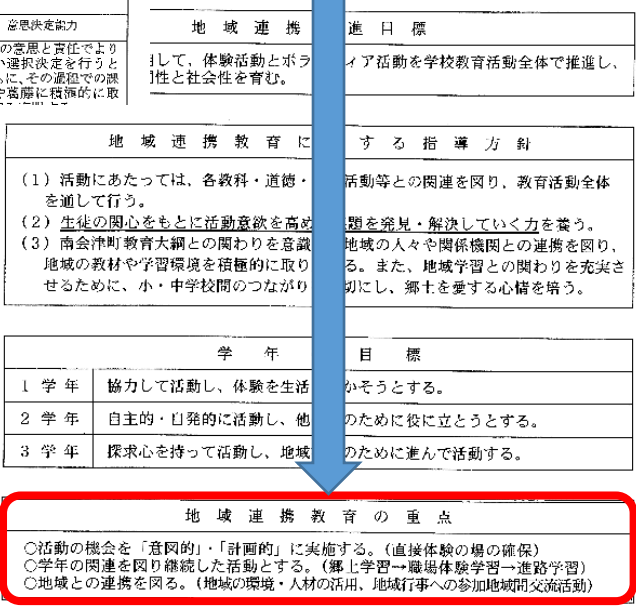 意思決定能力
の意思と責任でより
い選択決定を行うと
に、その過程での課
や葛藤に積極的に取
地域連携 進目標
して、体験活動とボラ ィア活動を学校教育活動全体で推進し、
性と社会性を育む。
地域連携教育に する指導方針
(1) 活動にあたっては、各教科・道徳・ 活動等との関連を図り、教育活動全体
を通して行う。
(2) 生徒の関心をもとに活動意欲を高め 題を発見・解決していく力を養う。
(3) 南会津町教育大綱との関わりを意識 地域の人々や関係機関との連携を図り、
地域の教材や学習環境を積極的に取り る。また、地域学習との関わりを充実さ
せるために、小・中学校間のつながり 切にし、郷土を愛する心情を培う。
学年 目標
1学年 協力して活動し、体験を生活 かそうとする。
2学年 自主的・自発的に活動し、他 のために役に立とうとする。
3学年 探求心を持って活動し、地域 のために進んで活動する。
地域連携教育の重点
○活動の機会を「意図的」・「計画的」に実施する。(直接体験の場の確保)
○学年の関連を図り継続した活動とする。(郷土学習→職場体験学習→進路学習)
○地域との連携を図る。(地域の環境・人材の活用、地域行事への参加地域間交流活動)